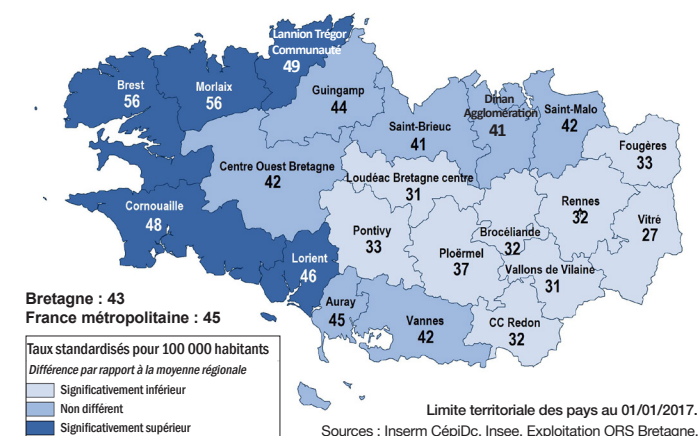 Lannion Trégor
Communauté
49
Brest
56
Morlaix
56
Guingamp
44
Dinan
Agglomération
41
Saint-Malo
42
Saint-Brieuc
41
Fougères
33
Centre Ouest Bretagne
42
Loudéac Bretagne centre
31
Rennes
32
Vitré
27
Cornouaille
48
Pontivy
33
Brocéliande
32
Ploërmel
37
Lorient
46
Vallons de Vilaine
31
Auray
45
Vannes
42
CC Redon
32
Bretagne : 43
France métropolitaine : 45
Taux standardisés pour 100 000 habitants
Différence par rapport à la moyenne régionale
Significativement inférieur
Non différent
Significativement supérieur
Limite territoriale des pays au 01/01/2017.
Sources : Inserm CépiDc, Insee. Exploitation ORS Bretagne.